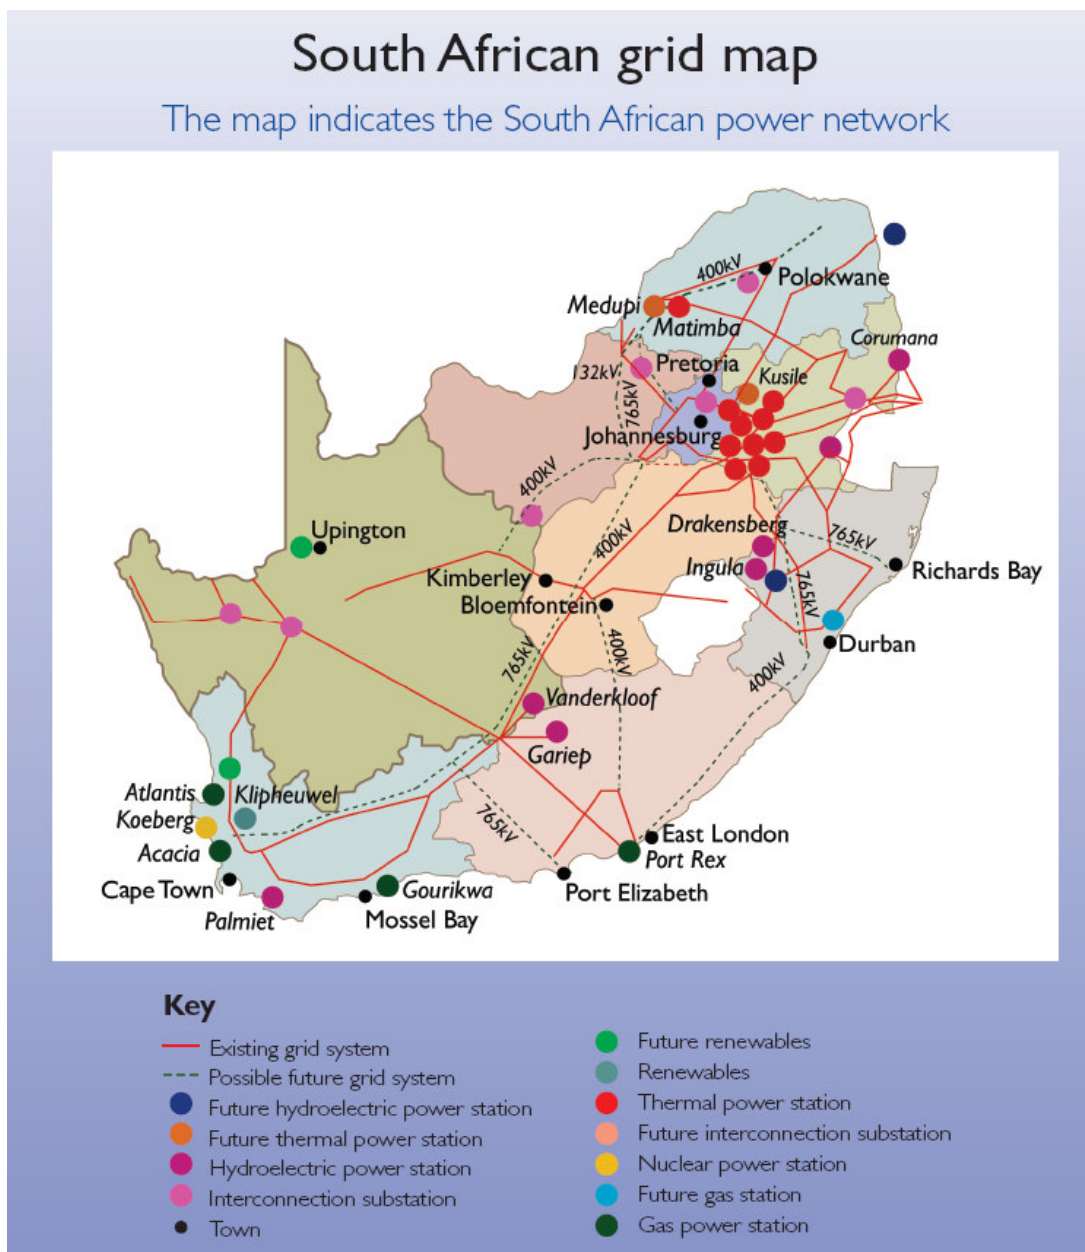 South African grid map
The map indicates the South African power network
400kV
Polokwane
Medupi
Matimba
Corumana
132kV
Pretoria
Kusile
765kV
Johannesburg
400kV
Upington
400kV
Drakensberg
765kV
Ingula
Richards Bay
Kimberley
765kV
Bloemfontein
Durban
765kV
400kV
400kV
Vanderkloof
Gariep
Atlantis
Klipheuwel
Koeberg
765kV
East London
Acacia
Port Rex
Cape Town
Gourikwa
Port Elizabeth
Palmiet
Mossel Bay
Key
Existing grid system
Possible future grid system
Future hydroelectric power station
Future thermal power station
Hydroelectric power station
Interconnection substation
Town
Future renewables
Renewables
Thermal power station
Future interconnection substation
Nuclear power station
Future gas station
Gas power station